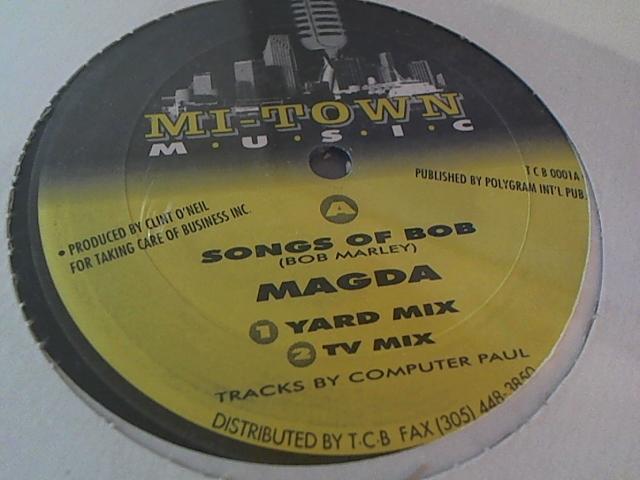 MI-TOWN
M·U·S·I·C
T C B 0001A
PUBLISHED BY POLYGRAM INT'L PUB.
A
• PRODUCED BY CLINT O'NEIL
FOR TAKING CARE OF BUSINESS INC.
SONGS OF BOB
(BOB MARLEY)
MAGDA
1 YARD MIX
2 TV MIX
TRACKS BY COMPUTER PAUL
DISTRIBUTED BY T·C·B FAX (305) 448-3850